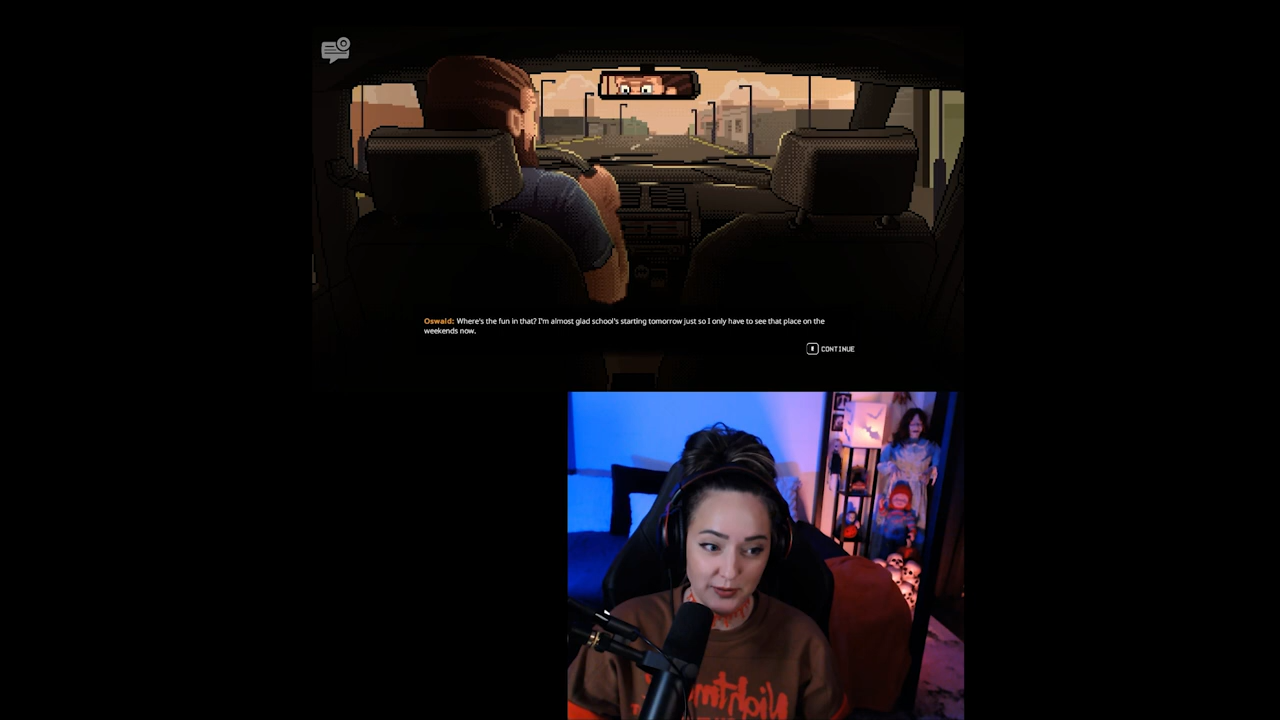 Oswald: Where's the fun in that? I'm almost glad school's starting tomorrow just so I only have to see that place on the
weekends now.
CONTINUE